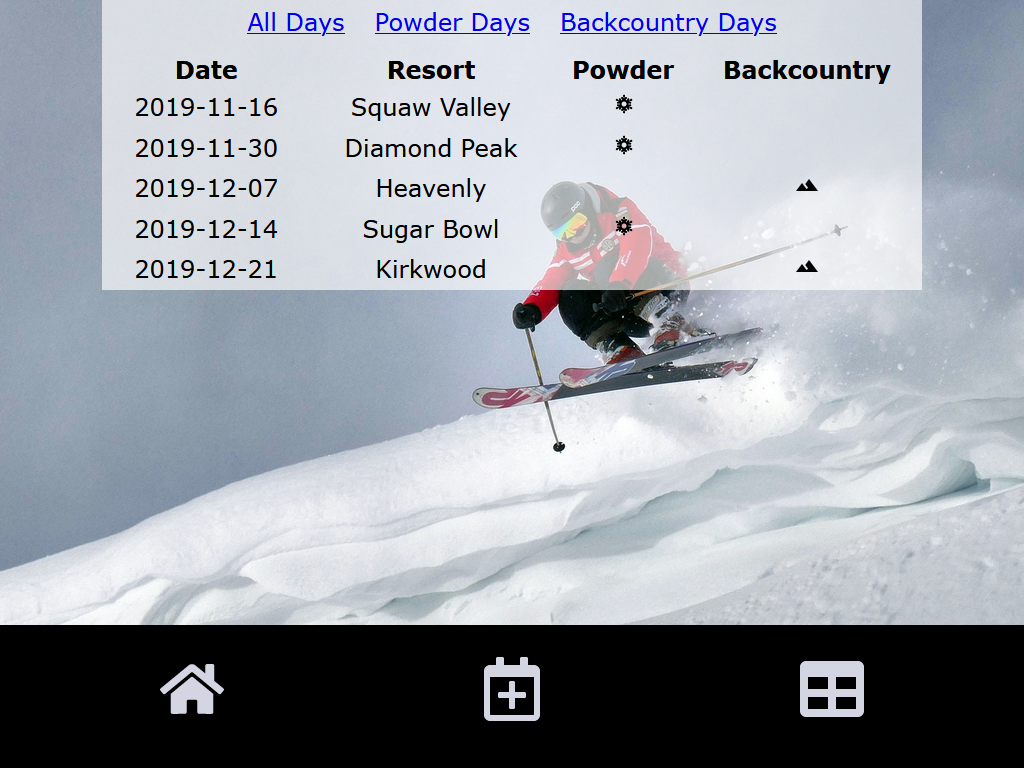 All Days Powder Days Backcountry Days
Date Resort Powder Backcountry
2019-11-16 Squaw Valley
2019-11-30 Diamond Peak
2019-12-07 Heavenly
2019-12-14 Sugar Bowl
2019-12-21 Kirkwood